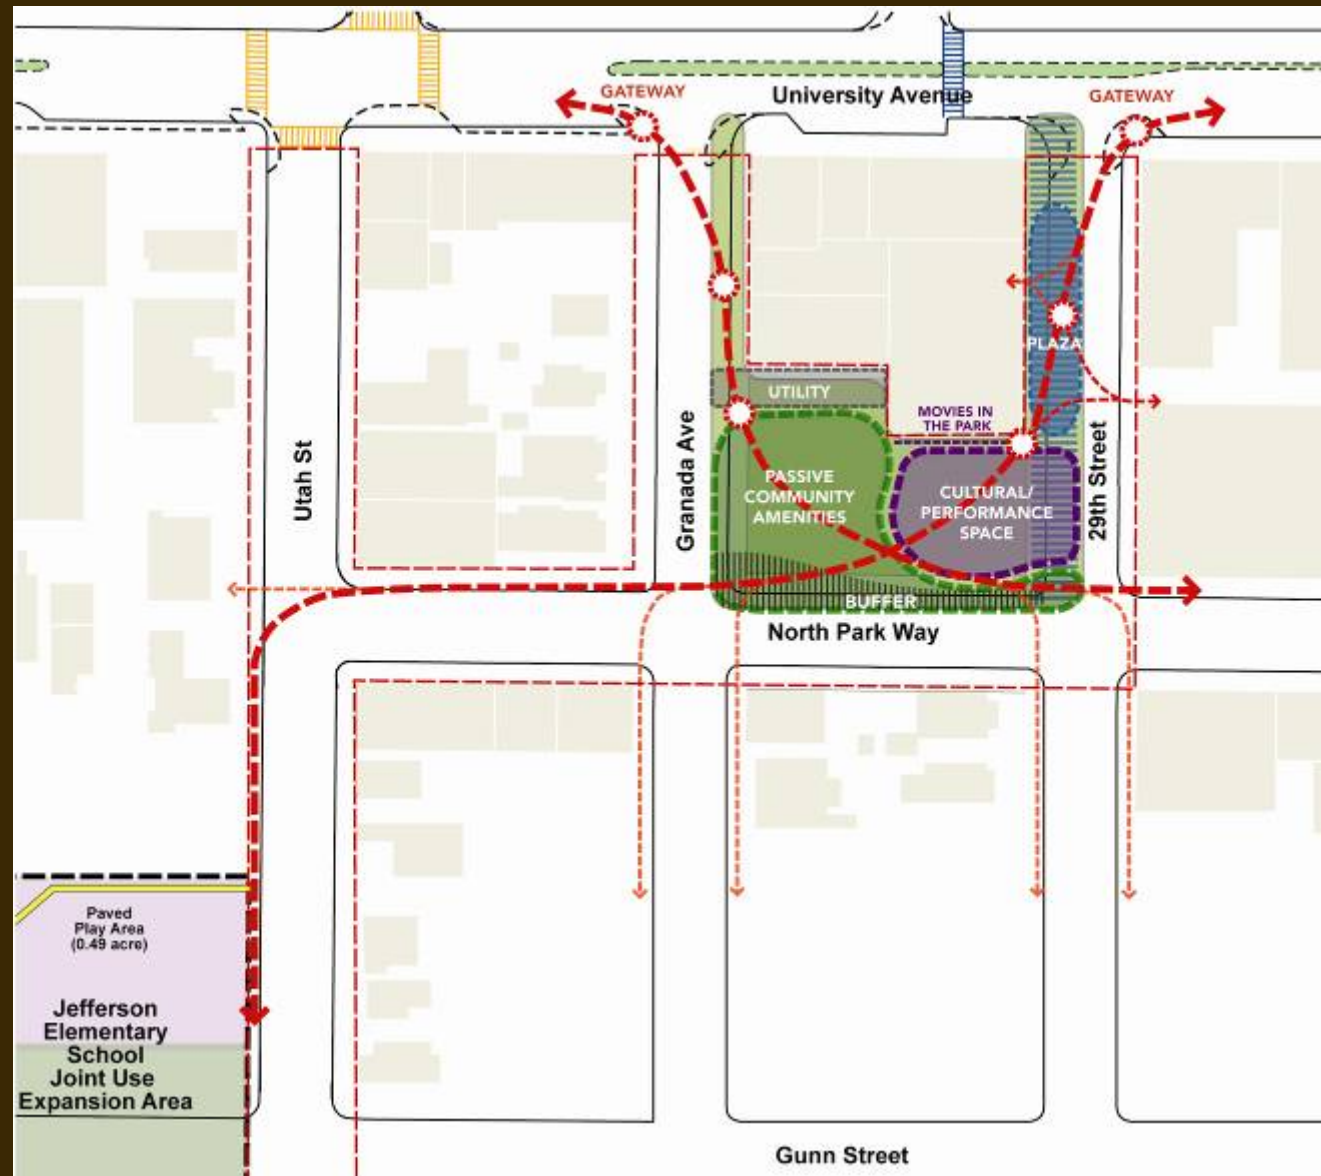 GATEWAY
University Avenue
GATEWAY
PLAZA
UTILITY
MOVIES IN
THE PARK
Utah St
Granada Ave
PASSIVE
COMMUNITY
AMENITIES
CULTURAL/
PERFORMANCE
SPACE
29th Street
BUFFER
North Park Way
Paved
Play Area
(0.49 acre)
Jefferson
Elementary
School
Joint Use
Expansion Area
Gunn Street